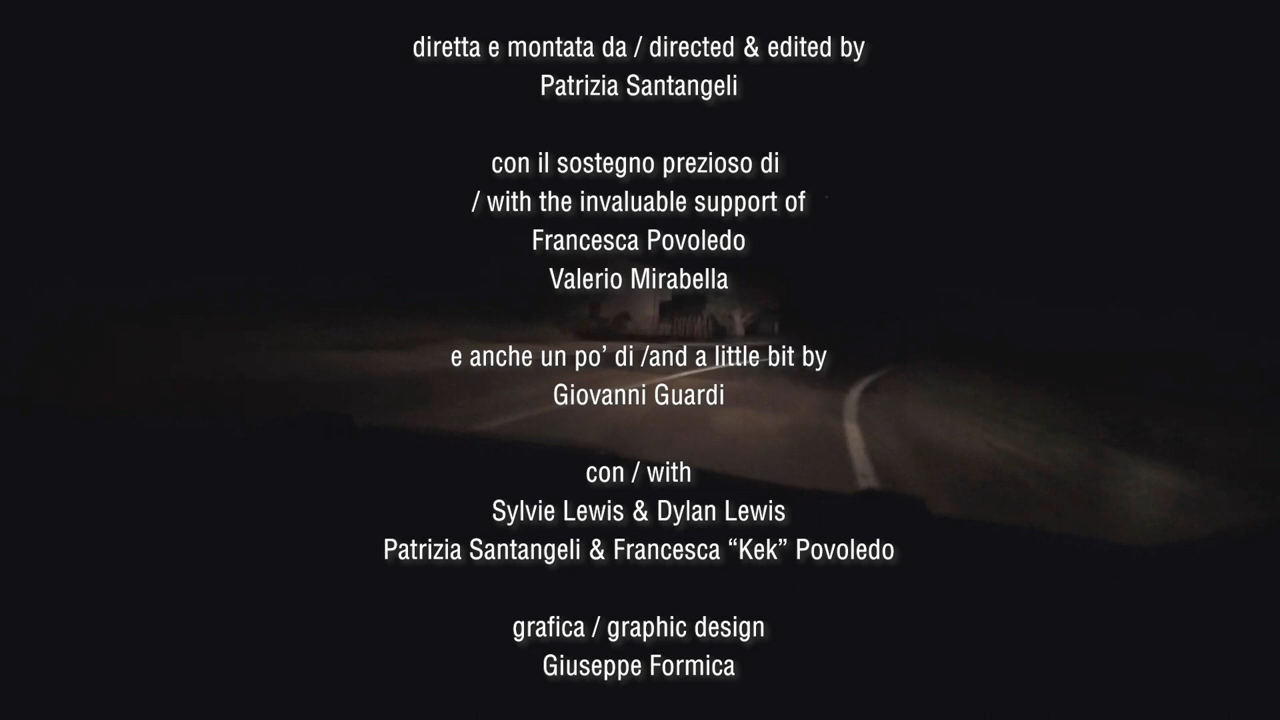 diretta e montata da / directed & edited by
Patrizia Santangeli
con il sostegno prezioso di
/ with the invaluable support of
Francesca Povoledo
Valerio Mirabella
e anche un po’ di /and a little bit by
Giovanni Guardi
con / with
Sylvie Lewis & Dylan Lewis
Patrizia Santangeli & Francesca “Kek” Povoledo
grafica / graphic design
Giuseppe Formica